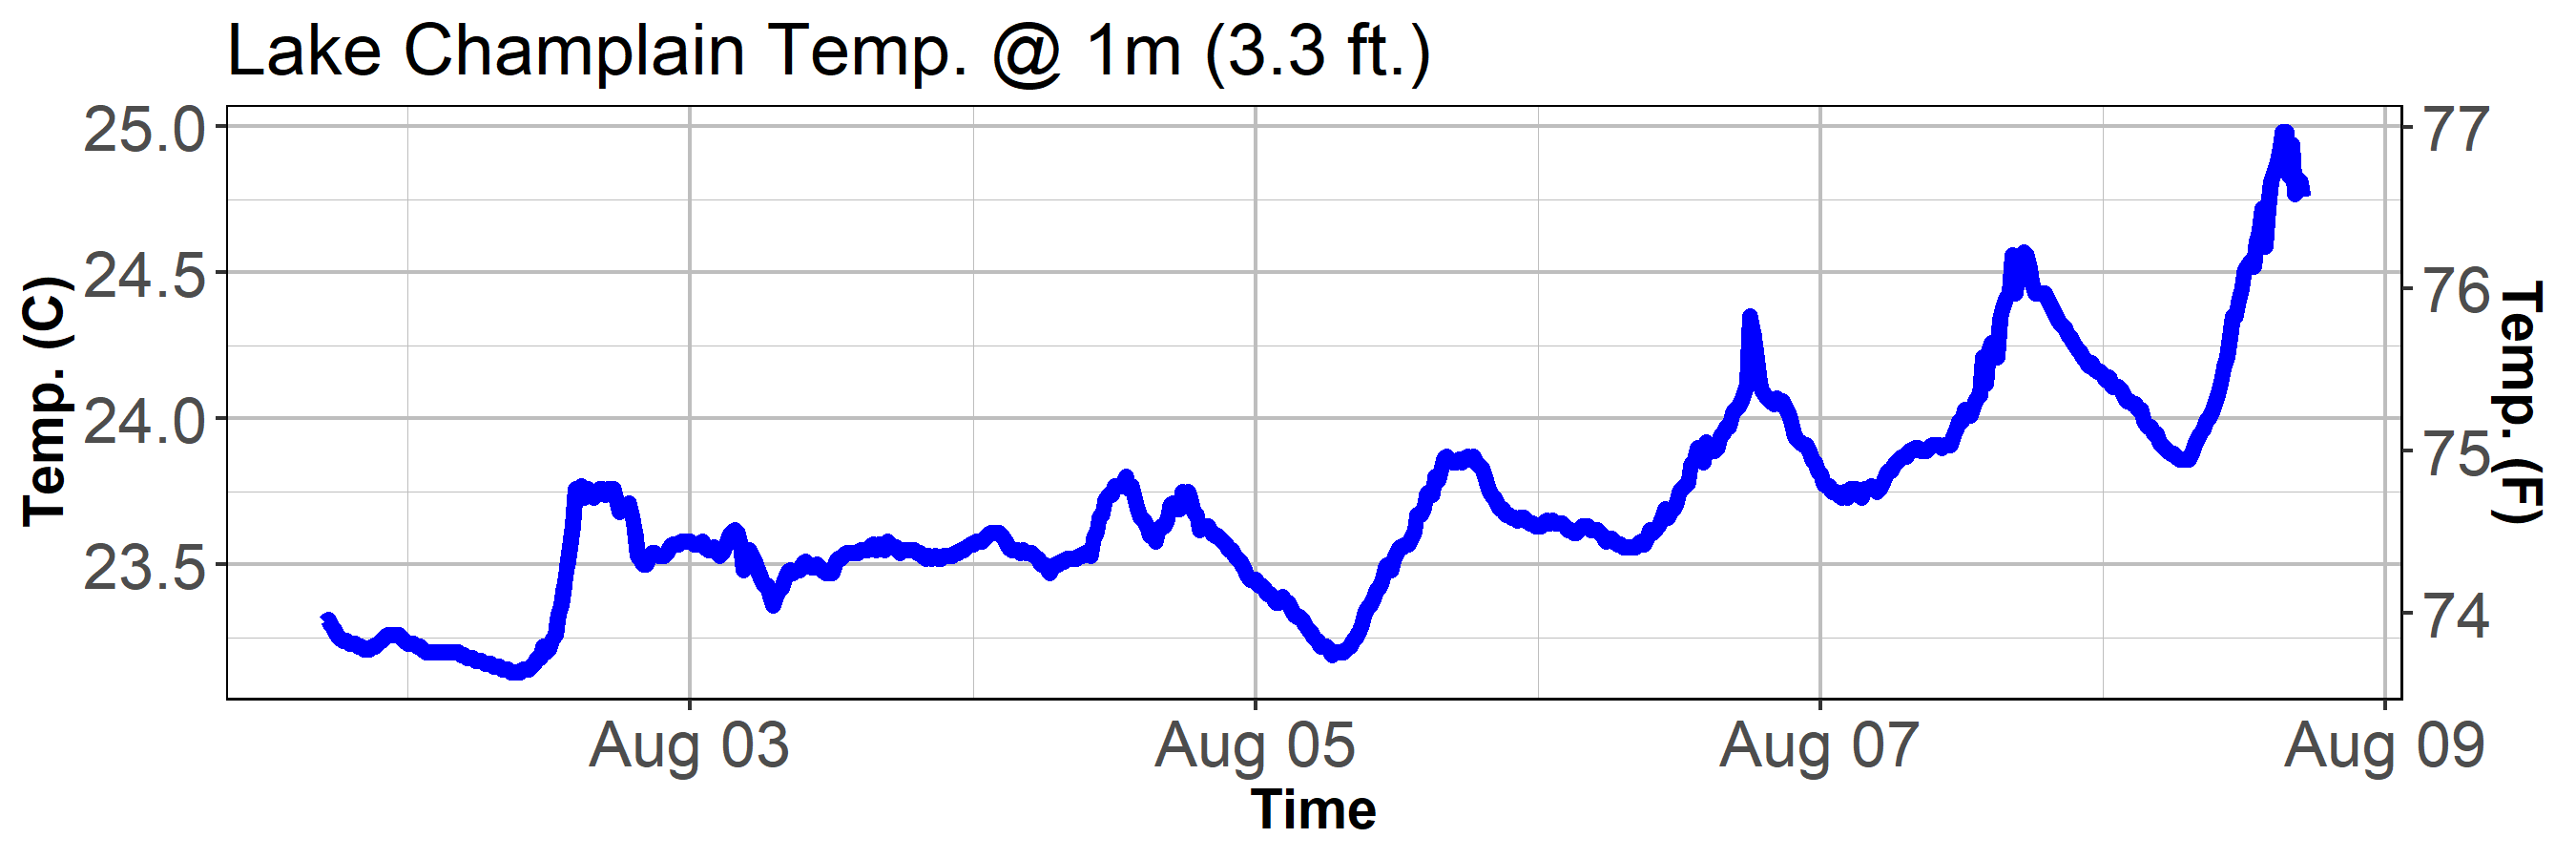 Lake Champlain Temp. @ 1m (3.3 ft.)
25.0
24.5
24.0
23.5
Temp. (C)
77
76
75
74
Temp. (F)
Aug 03
Aug 05
Aug 07
Aug 09
Time